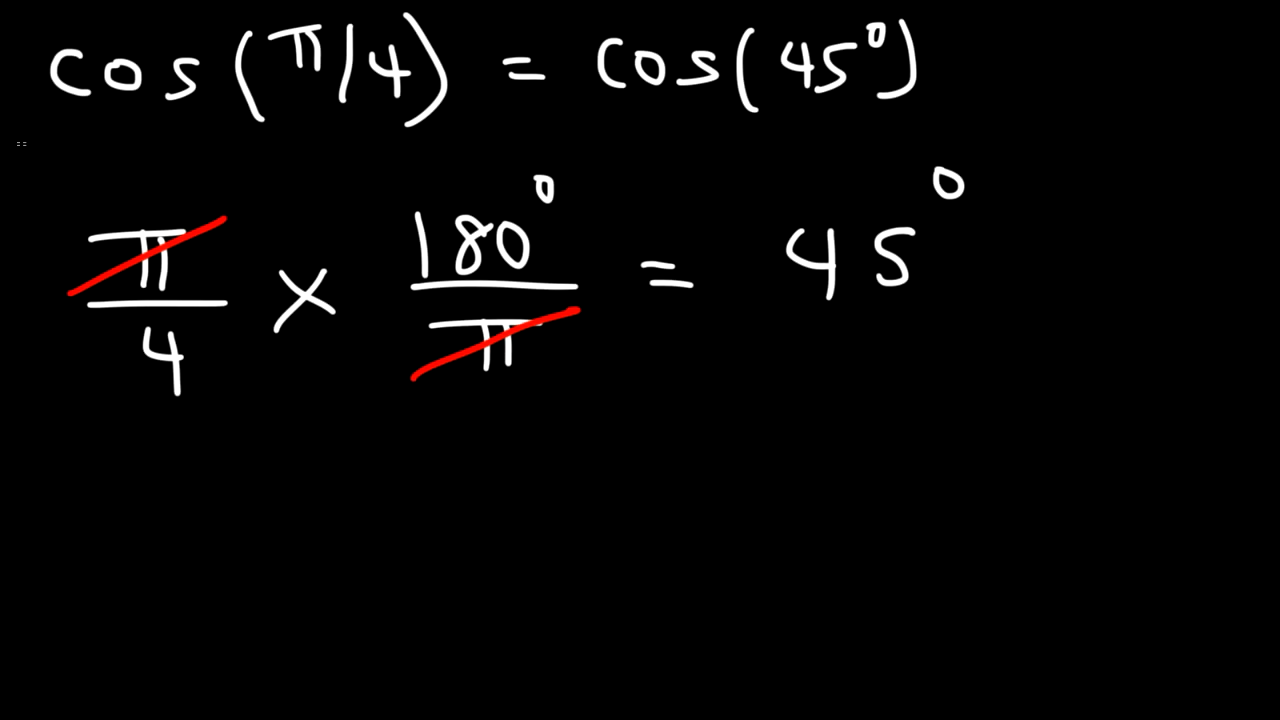 cos(π/4) = cos(45°)
π/4 × 180°/π = 45°